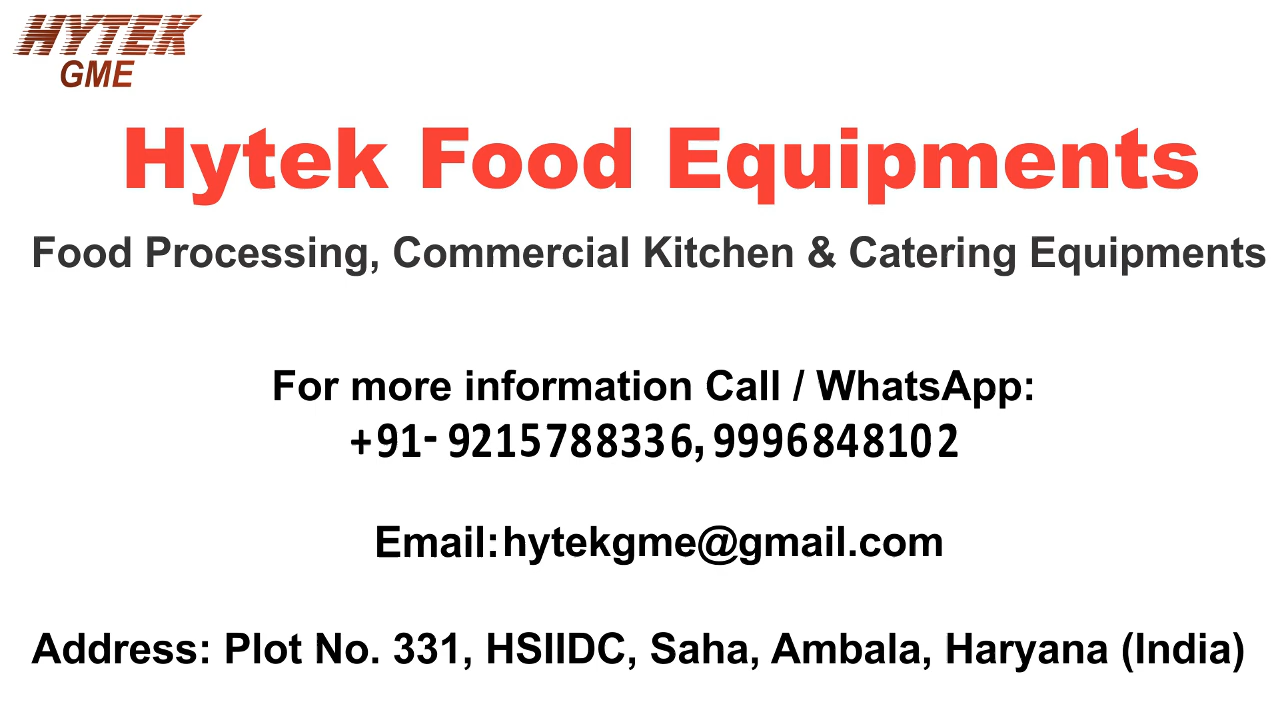 HYTEK
GME
Hytek Food Equipments
Food Processing, Commercial Kitchen & Catering Equipments
For more information Call / WhatsApp:
+91- 9215788336, 9996848102
Email: hytekgme@gmail.com
Address: Plot No. 331, HSIIDC, Saha, Ambala, Haryana (India)